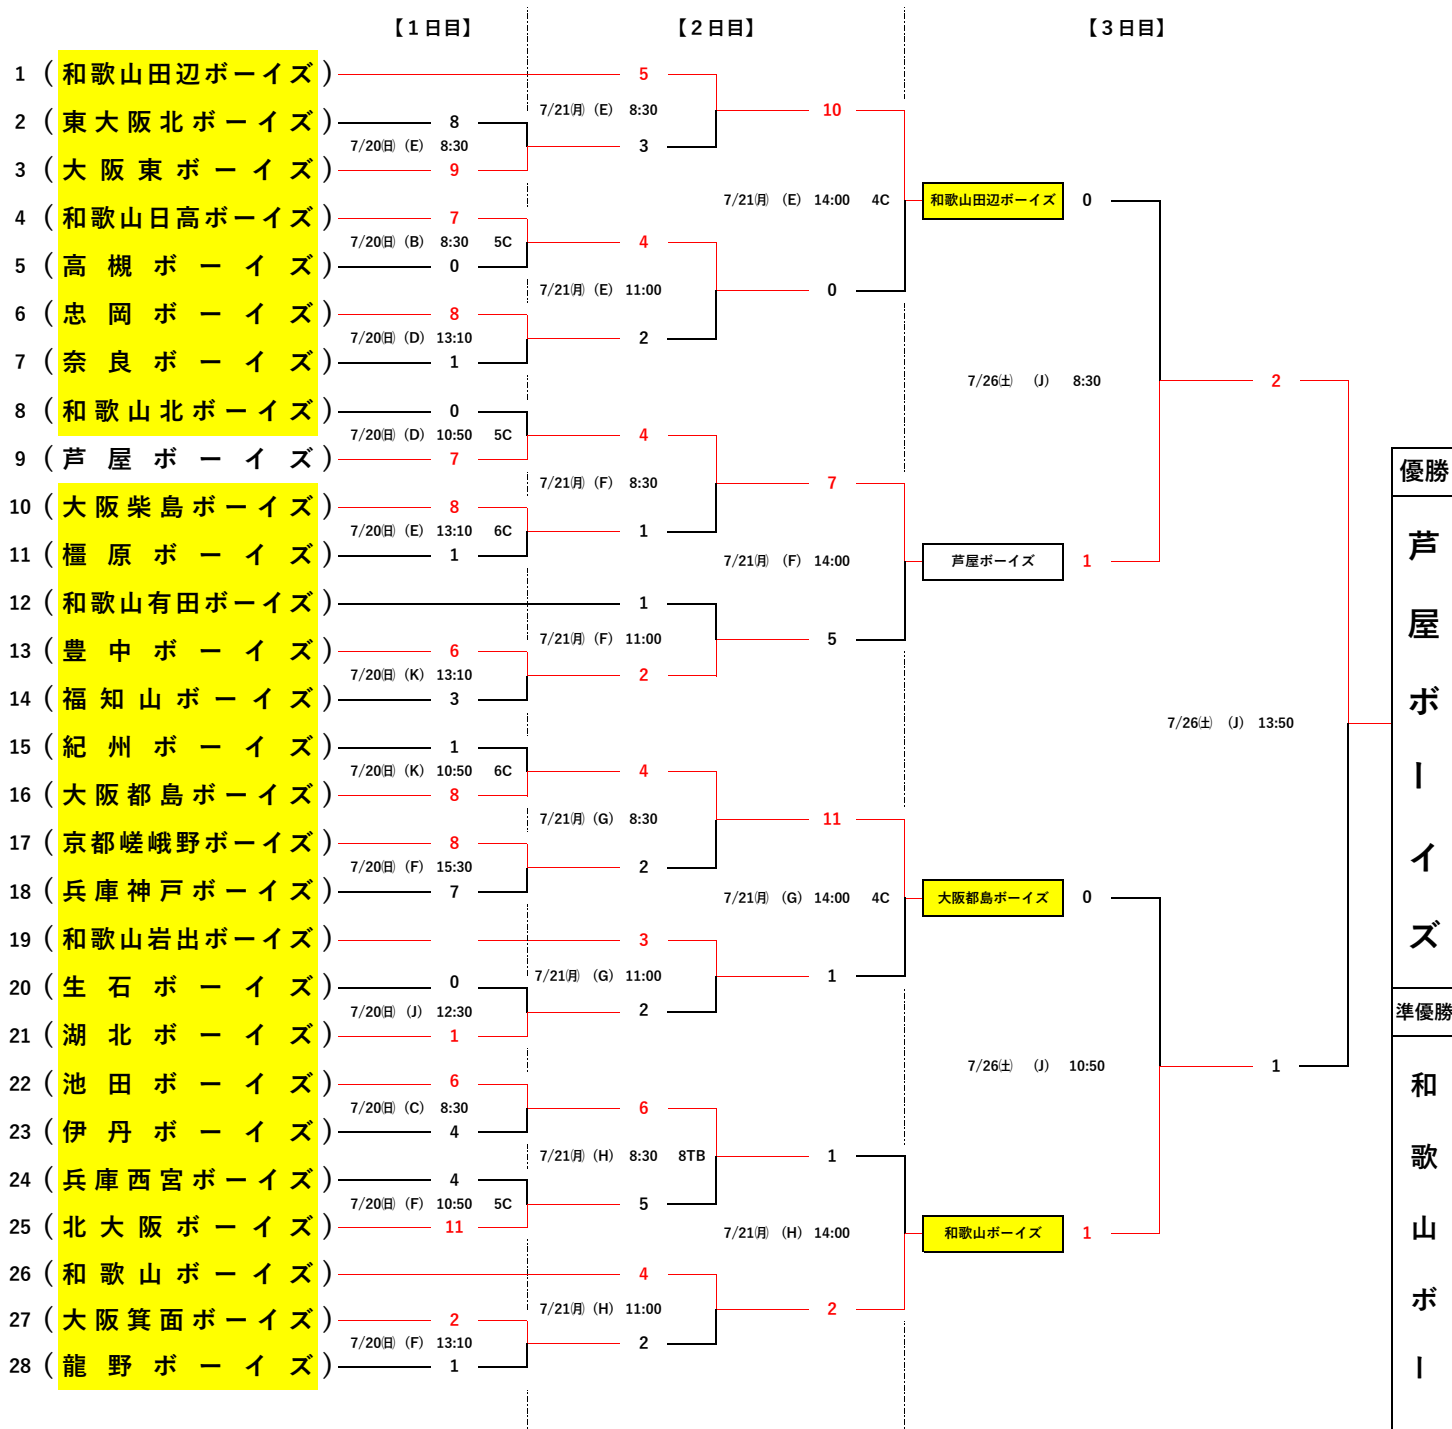 【１日目】
【２日目】
【３日目】
1 (和歌山田辺ボーイズ)
5
7/21㈪ (E) 8:30
10
2 (東大阪北ボーイズ)
8
7/20㈰ (E) 8:30
3
3 (大阪東ボーイズ)
9
7/21㈪ (E) 14:00 4C
和歌山田辺ボーイズ 0
4 (和歌山日高ボーイズ)
7
7/20㈰ (B) 8:30 5C
4
5 (高槻ボーイズ)
0
7/21㈪ (E) 11:00
0
6 (忠岡ボーイズ)
8
7/20㈰ (D) 13:10
2
7 (奈良ボーイズ)
1
7/26㈯ (J) 8:30
2
8 (和歌山北ボーイズ)
0
7/20㈰ (D) 10:50 5C
4
9 (芦屋ボーイズ)
7
7/21㈪ (F) 8:30
7
10 (大阪柴島ボーイズ)
8
7/20㈰ (E) 13:10 6C
1
11 (橿原ボーイズ)
1
7/21㈪ (F) 14:00
芦屋ボーイズ 1
12 (和歌山有田ボーイズ)
1
7/21㈪ (F) 11:00
5
13 (豊中ボーイズ)
6
7/20㈰ (K) 13:10
2
14 (福知山ボーイズ)
3
7/26㈯ (J) 13:50
15 (紀州ボーイズ)
1
7/20㈰ (K) 10:50 6C
4
16 (大阪都島ボーイズ)
8
7/21㈪ (G) 8:30
11
17 (京都嵯峨野ボーイズ)
8
7/20㈰ (F) 15:30
2
18 (兵庫神戸ボーイズ)
7
7/21㈪ (G) 14:00 4C
大阪都島ボーイズ 0
19 (和歌山岩出ボーイズ)
3
7/21㈪ (G) 11:00
1
20 (生石ボーイズ)
0
7/20㈰ (J) 12:30
2
21 (湖北ボーイズ)
1
7/26㈯ (J) 10:50
1
22 (池田ボーイズ)
6
7/20㈰ (C) 8:30
6
23 (伊丹ボーイズ)
4
7/21㈪ (H) 8:30 8TB
1
24 (兵庫西宮ボーイズ)
4
7/20㈰ (F) 10:50 5C
5
25 (北大阪ボーイズ)
11
7/21㈪ (H) 14:00
和歌山ボーイズ 1
26 (和歌山ボーイズ)
4
7/21㈪ (H) 11:00
2
27 (大阪箕面ボーイズ)
2
7/20㈰ (F) 13:10
2
28 (龍野ボーイズ)
1
優勝
芦屋ボーイズ
準優勝
和歌山ボー